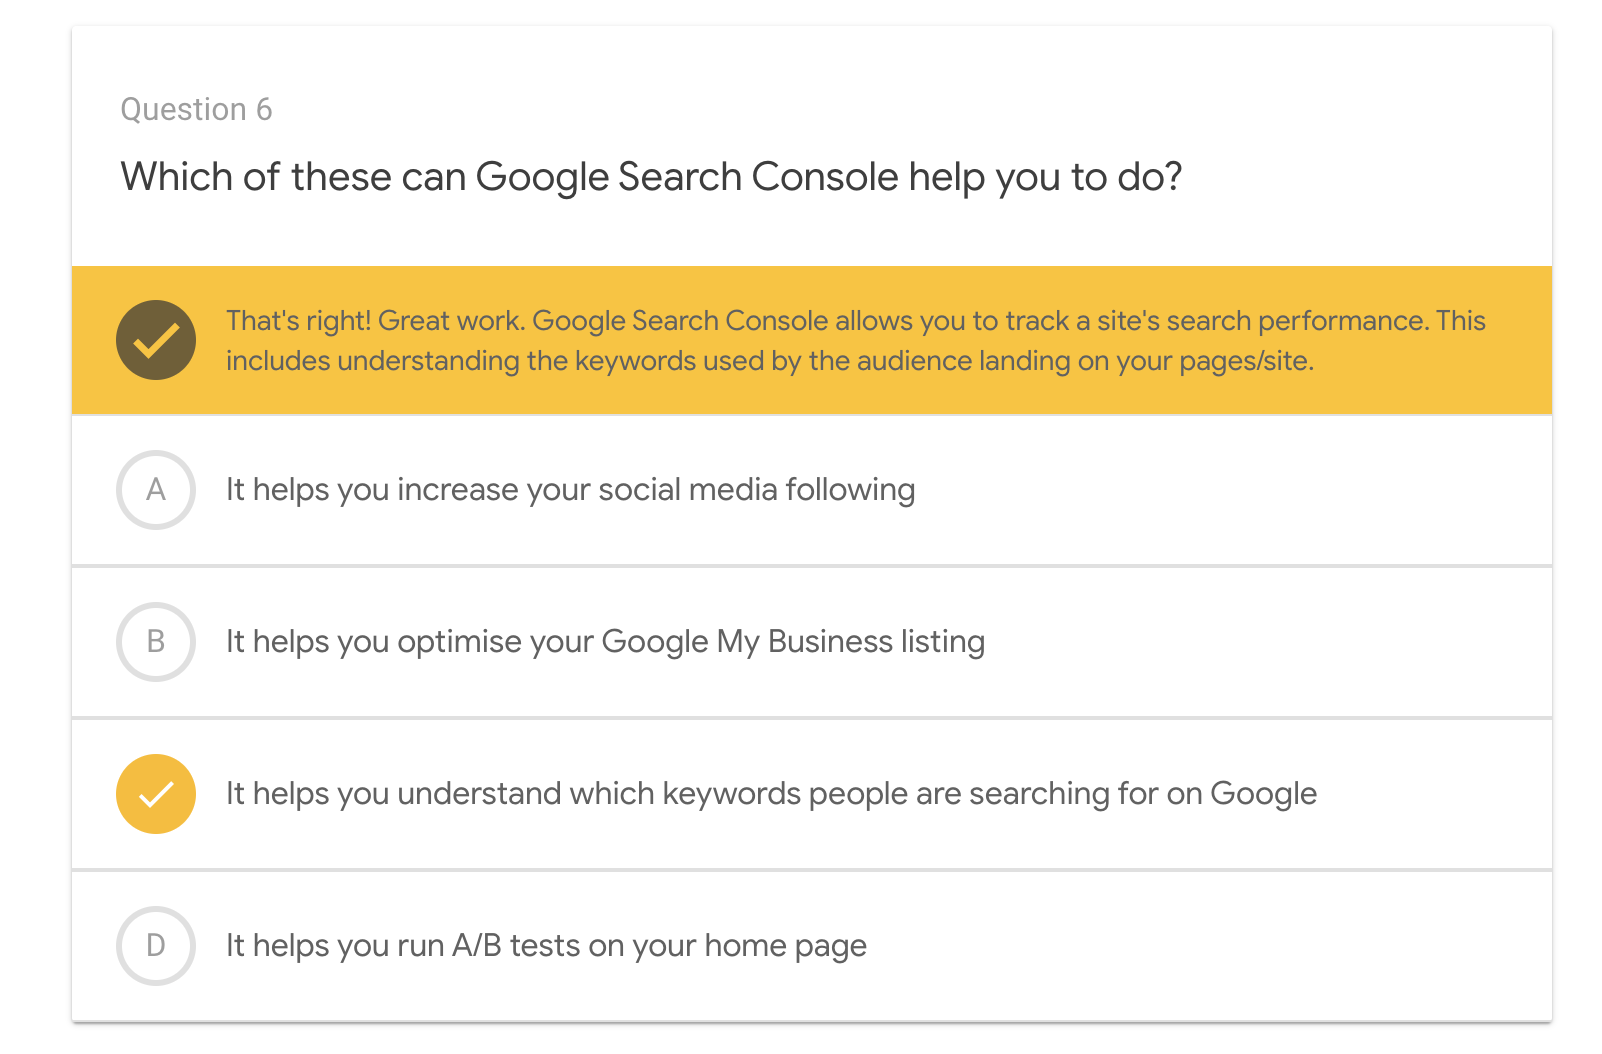 Question 6
Which of these can Google Search Console help you to do?
That's right! Great work. Google Search Console allows you to track a site's search performance. This
includes understanding the keywords used by the audience landing on your pages/site.
A It helps you increase your social media following
B It helps you optimise your Google My Business listing
It helps you understand which keywords people are searching for on Google
D It helps you run A/B tests on your home page